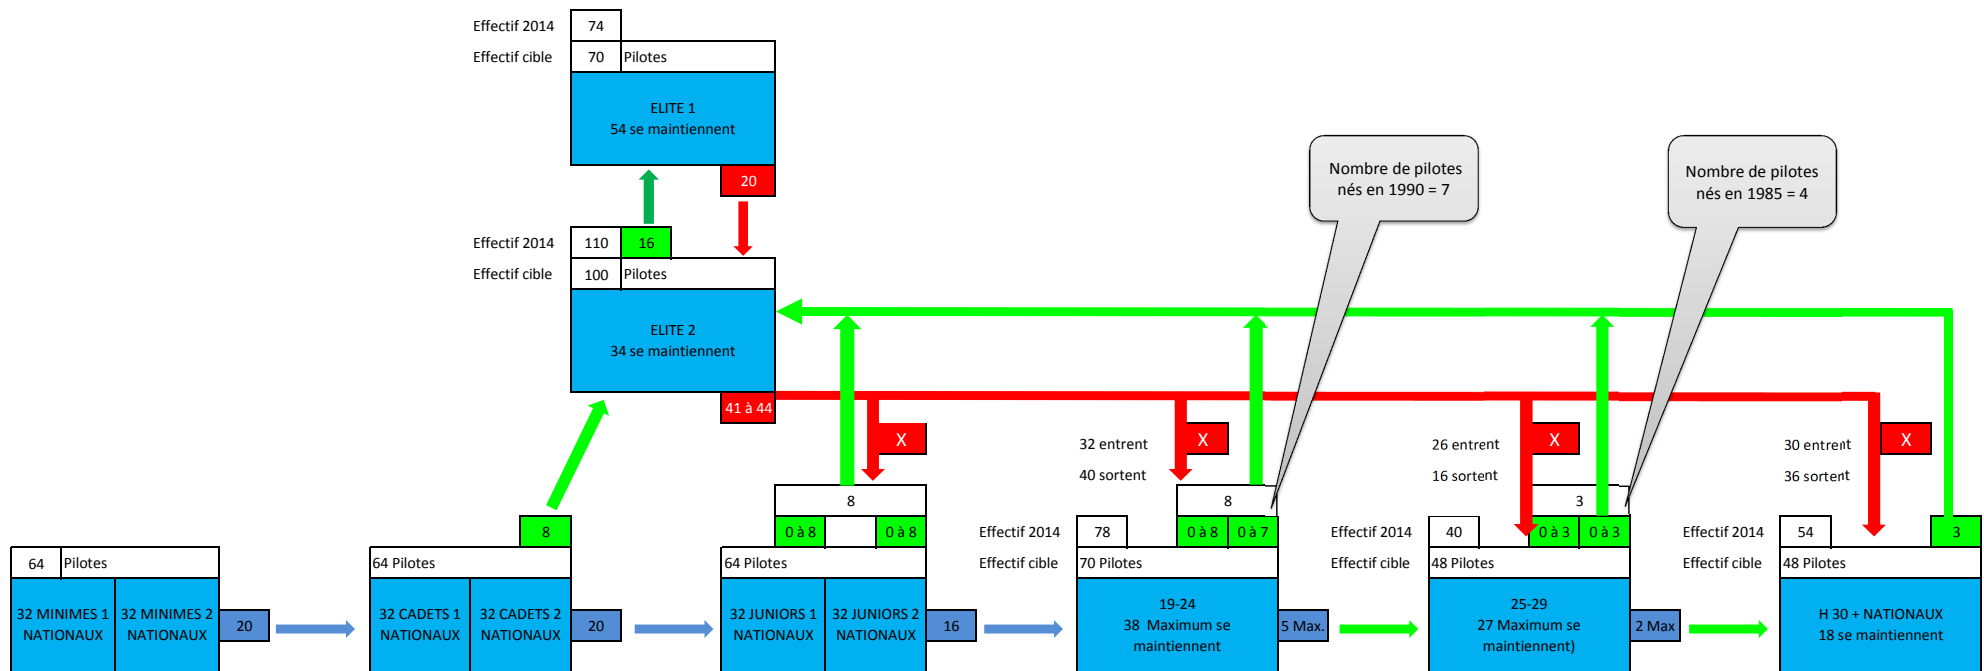 Effectif 2014
74
Effectif cible
70
Pilotes
ELITE 1
54 se maintiennent
20
Effectif 2014
110
16
Effectif cible
100
Pilotes
ELITE 2
34 se maintiennent
41 à 44
Nombre de pilotes
nés en 1990 = 7
Nombre de pilotes
nés en 1985 = 4
X
32 entrent
40 sortent
X
26 entrent
16 sortent
X
30 entrent
36 sortent
X
64
Pilotes
32 MINIMES 1
NATIONAUX
32 MINIMES 2
NATIONAUX
20
8
64 Pilotes
32 CADETS 1
NATIONAUX
32 CADETS 2
NATIONAUX
20
8
0 à 8
0 à 8
64 Pilotes
32 JUNIORS 1
NATIONAUX
32 JUNIORS 2
NATIONAUX
16
8
Effectif 2014
78
0 à 8
0 à 7
Effectif cible
70 Pilotes
19-24
38 Maximum se
maintiennent
5 Max.
3
Effectif 2014
40
0 à 3
0 à 3
Effectif cible
48 Pilotes
25-29
27 Maximum se
maintiennent)
2 Max
Effectif 2014
54
3
Effectif cible
48 Pilotes
H 30 + NATIONAUX
18 se maintiennent